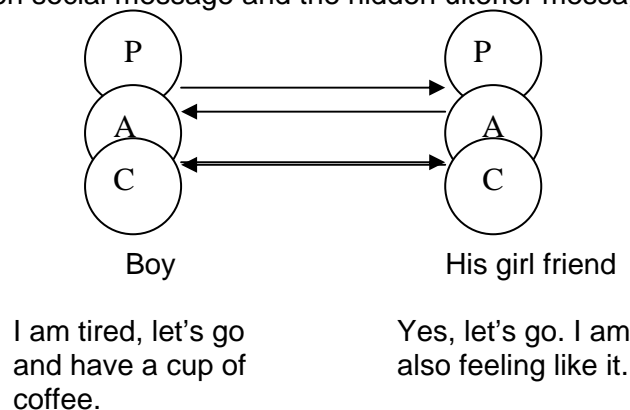 on social message and the hidden ulterior messa
P P
A A
C C
Boy His girl friend
I am tired, let's go
and have a cup of
coffee.
Yes, let's go. I am
also feeling like it.